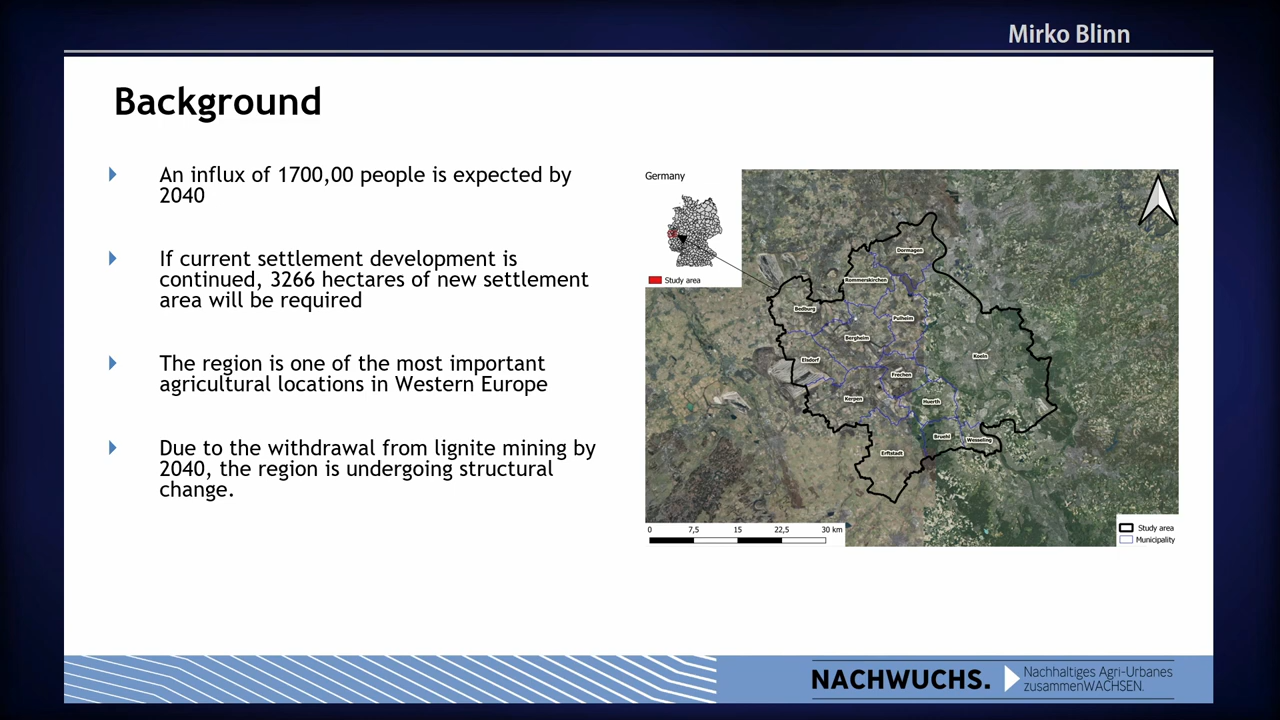 Mirko Blinn
Background
An influx of 1700,00 people is expected by
2040
If current settlement development is
continued, 3266 hectares of new settlement
area will be required
The region is one of the most important
agricultural locations in Western Europe
Due to the withdrawal from lignite mining by
2040, the region is undergoing structural
change.
Germany
Study area
Dormagen
Rommerskirchen
Bedburg
Pulheim
Bergheim
Koeln
Elsdorf
Frechen
Kerpen
Huerth
Bruehl
Wesseling
Erftstadt
0 7,5 15 22,5 30 km
Study area
Municipality
NACHWUCHS.
Nachhaltiges Agri-Urbanes
zusammenWACHSEN.